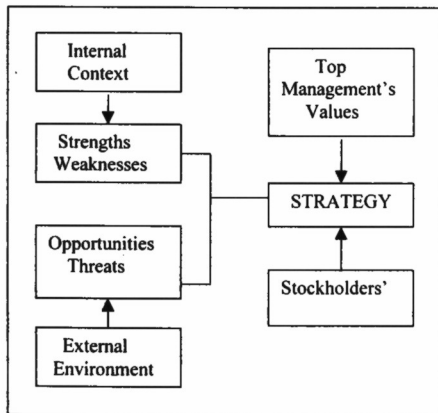 Internal
Context
Strengths
Weaknesses
Opportunities
Threats
External
Environment
Top
Management's
Values
STRATEGY
Stockholders'